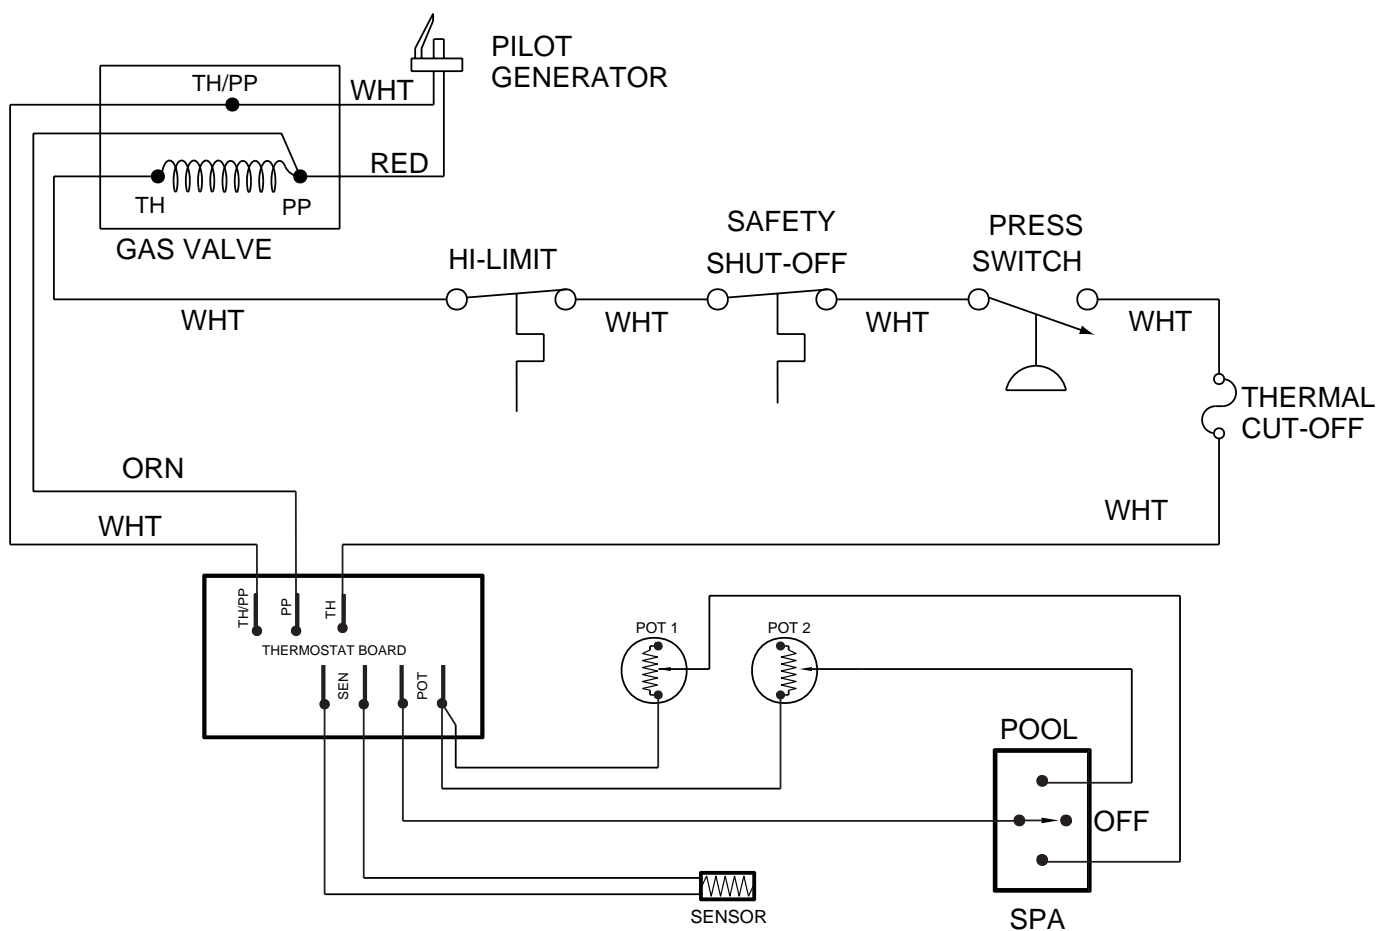 PILOT
GENERATOR
TH/PP
WHT
RED
TH
PP
GAS VALVE
SAFETY
SHUT-OFF
PRESS
SWITCH
HI-LIMIT
WHT
WHT
WHT
WHT
THERMAL
CUT-OFF
ORN
WHT
WHT
TH/PP
PP
TH
THERMOSTAT BOARD
SEN
POT
POT 1
POT 2
POOL
OFF
SPA
SENSOR